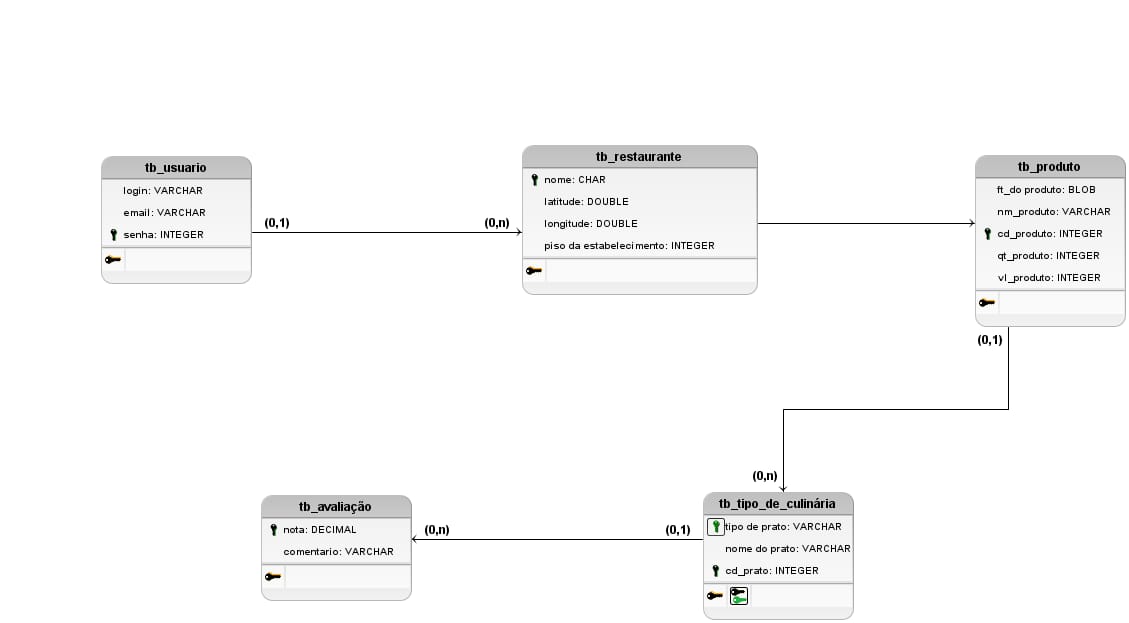 tb_usuario
login: VARCHAR
email: VARCHAR
senha: INTEGER
(0,1)
(0,n)
tb_restaurante
nome: CHAR
latitude: DOUBLE
longitude: DOUBLE
piso da estabelecimento: INTEGER
tb_produto
ft_do produto: BLOB
nm_produto: VARCHAR
cd_produto: INTEGER
qt_produto: INTEGER
vl_produto: INTEGER
(0,1)
(0,n)
tb_avaliação
nota: DECIMAL
comentario: VARCHAR
(0,n)
(0,1)
tb_tipo_de_culinária
tipo de prato: VARCHAR
nome do prato: VARCHAR
cd_prato: INTEGER